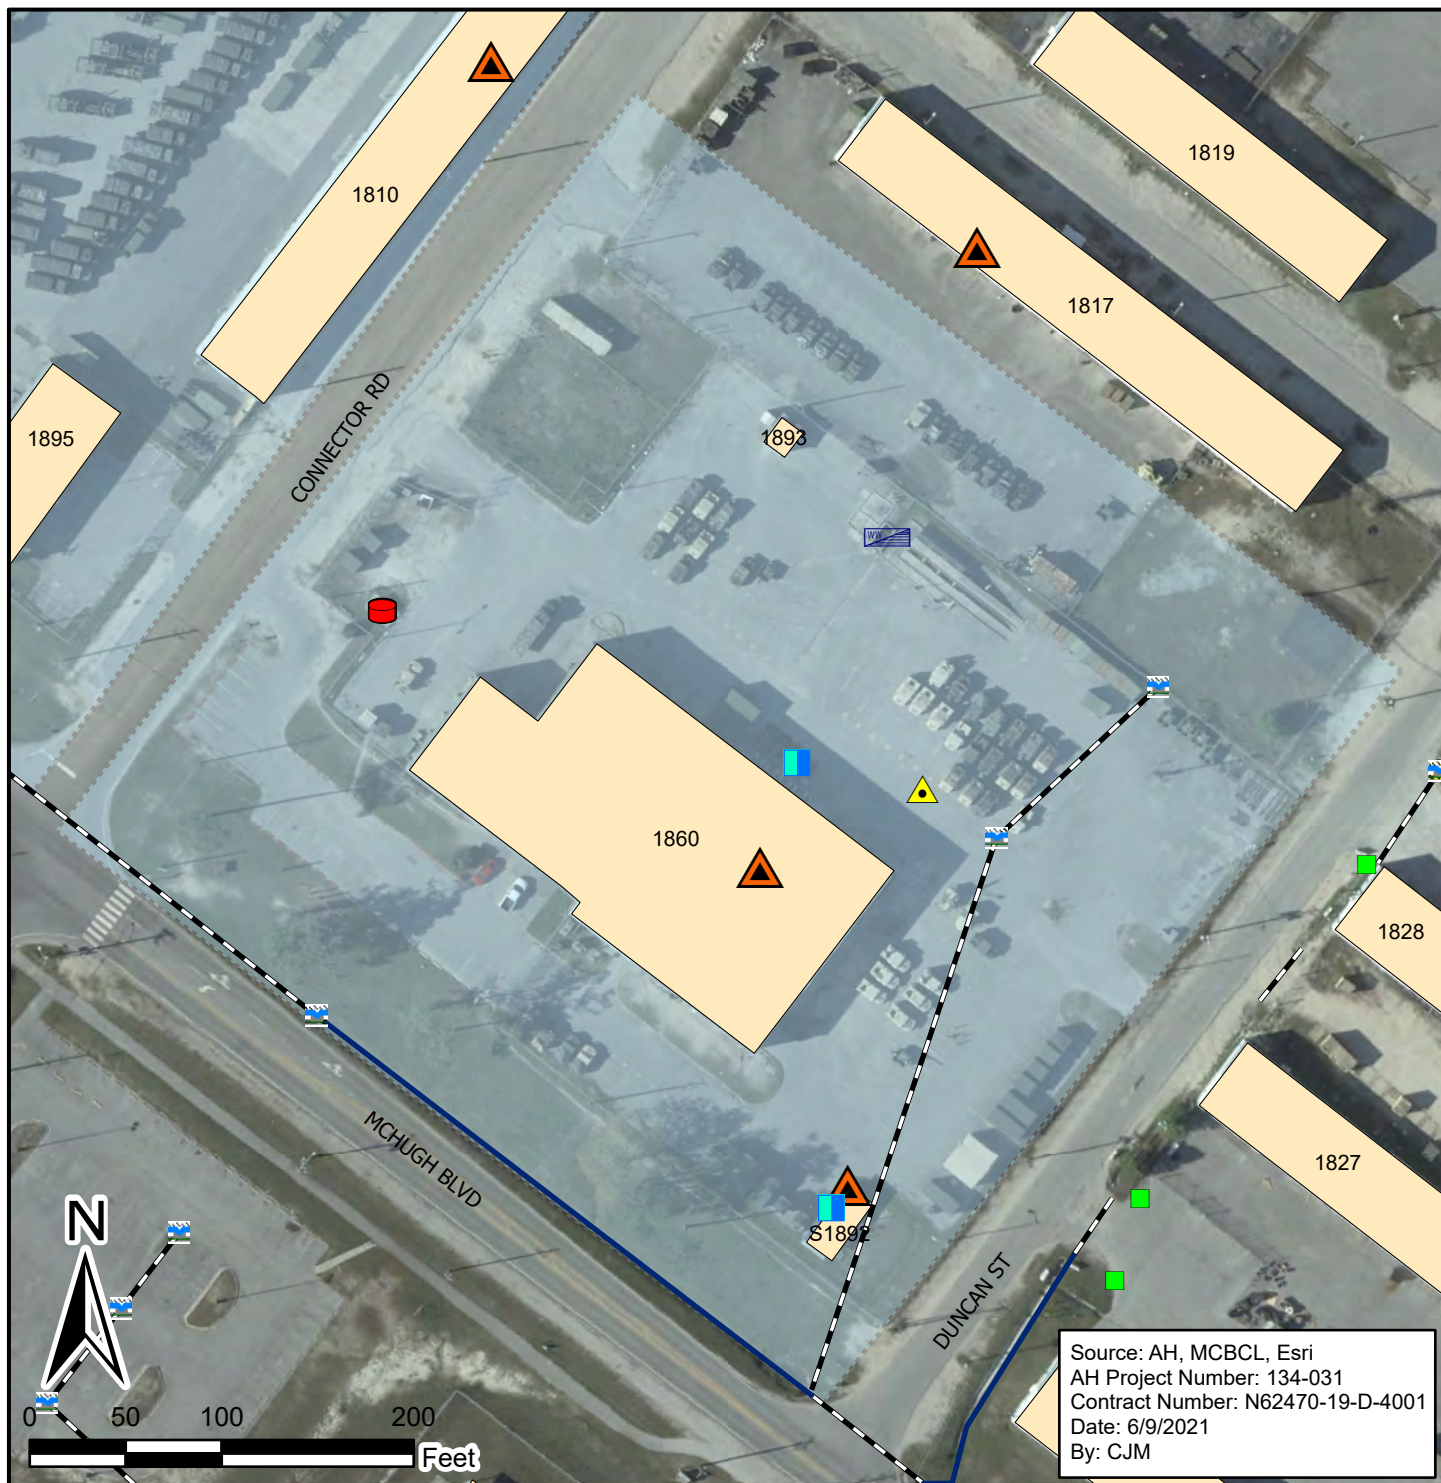 1819
1810
1817
1895
CONNECTOR RD
1893
WW
1860
1828
MCHUGH BLVD
1827
S1892
DUNCAN ST
N
0 50 100 200
Feet
Source: AH, MCBCL, Esri
AH Project Number: 134-031
Contract Number: N62470-19-D-4001
Date: 6/9/2021
By: CJM